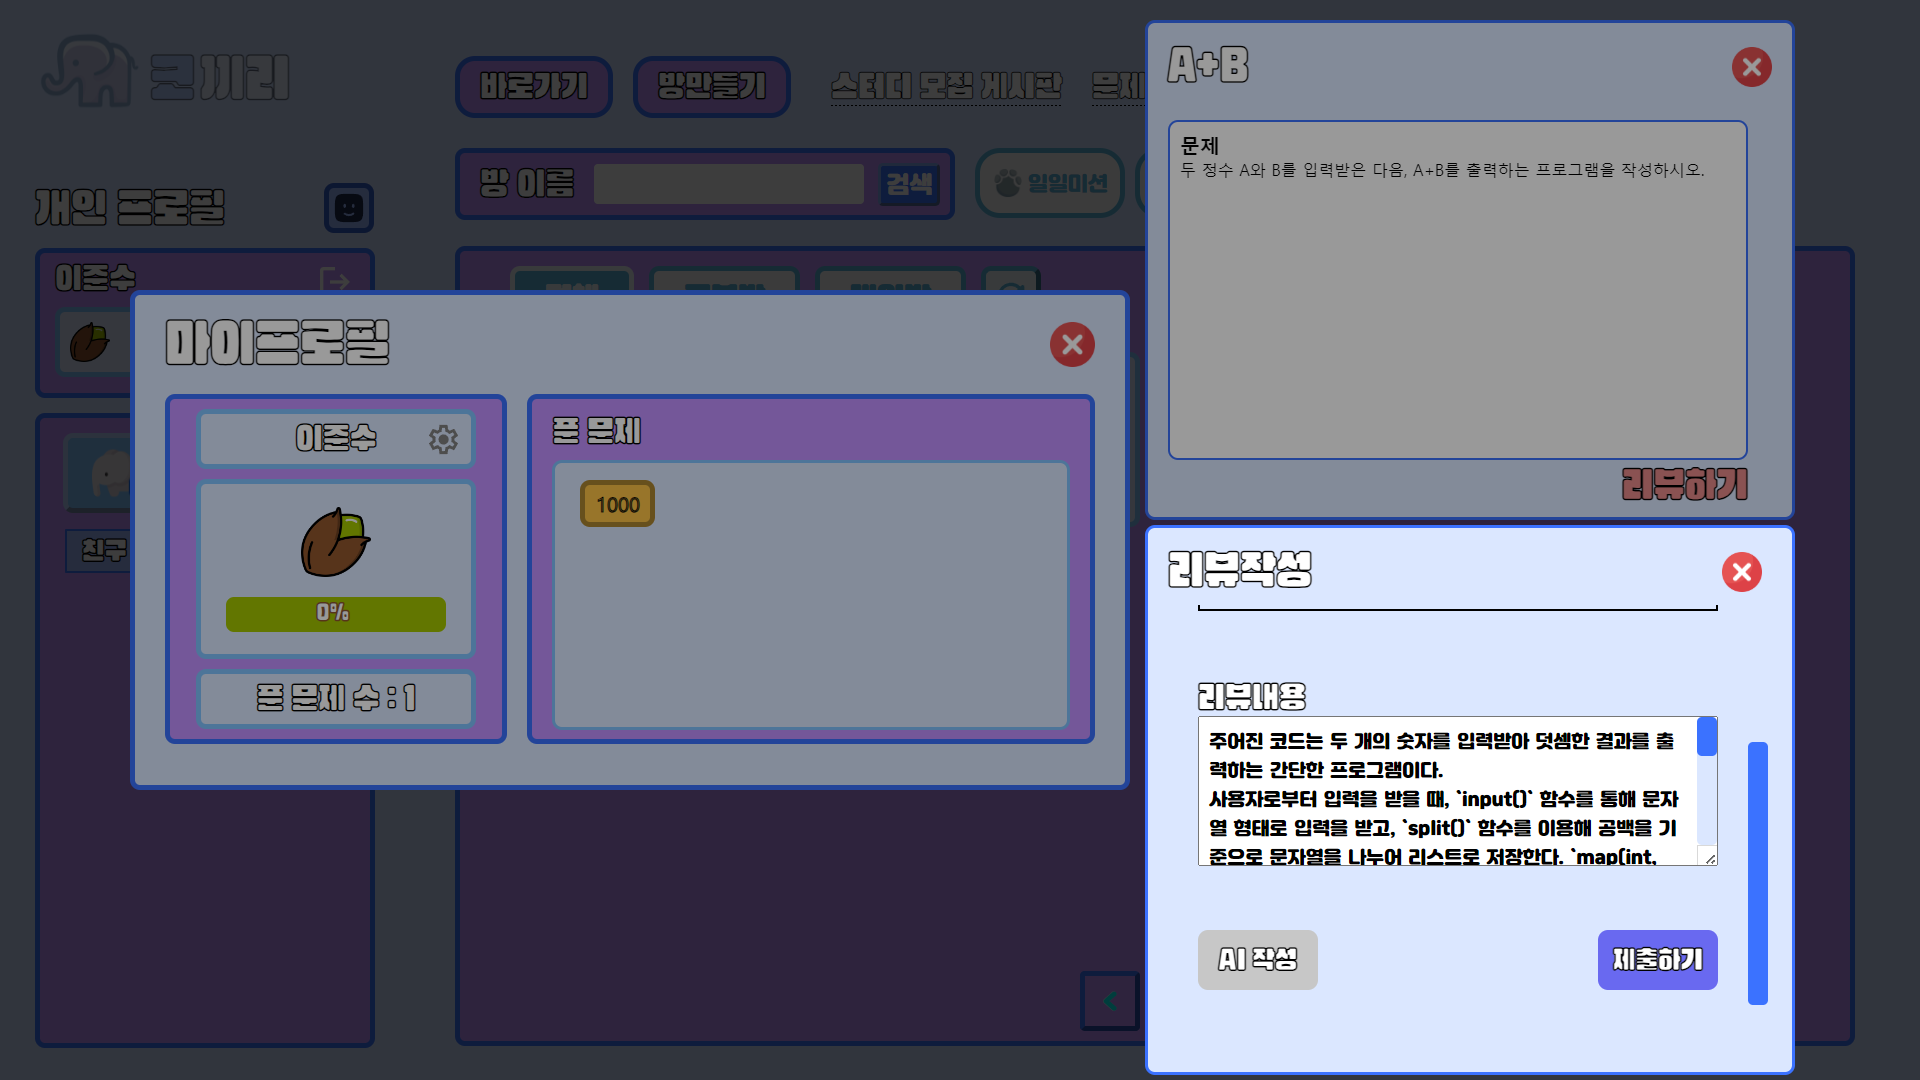 코끼리
바로가기
방만들기
스터디 모집 게시판
문제
방 이름
검색
일일미션
개인 프로필
이준수
친구
마이프로필
이준수
0%
푼 문제 수 : 1
푼 문제
1000
A+B
문제
두 정수 A와 B를 입력받은 다음, A+B를 출력하는 프로그램을 작성하시오.
리뷰하기
리뷰작성
리뷰내용
주어진 코드는 두 개의 숫자를 입력받아 덧셈한 결과를 출
력하는 간단한 프로그램이다.
사용자로부터 입력을 받을 때, `input()` 함수를 통해 문자
열 형태로 입력을 받고, `split()` 함수를 이용해 공백을 기
준으로 문자열을 나누어 리스트로 저장한다. `map(int,
AI 작성
제출하기